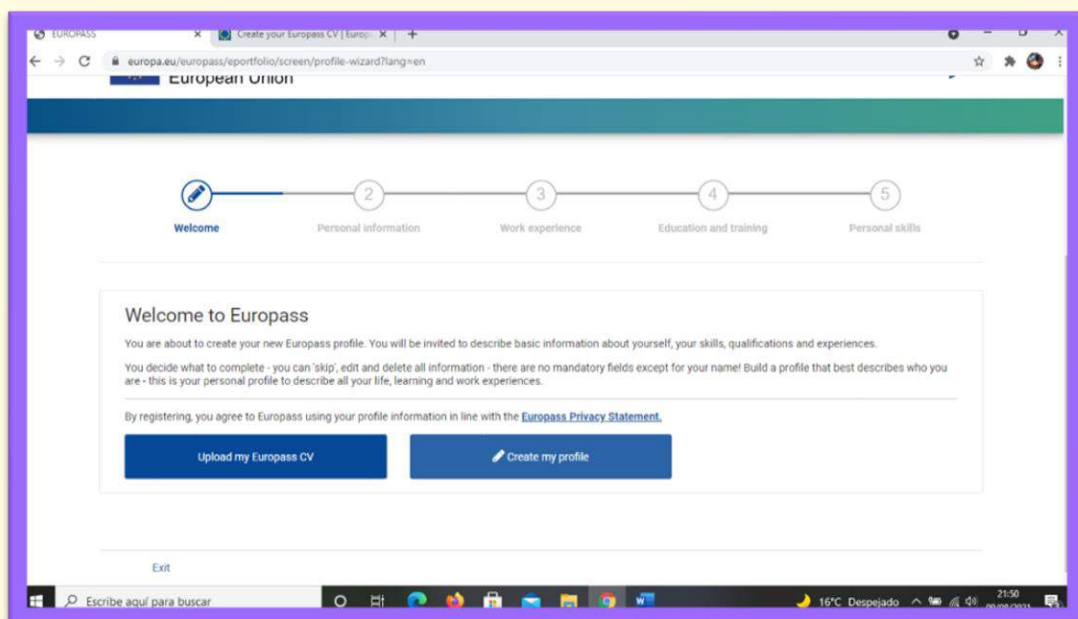 EUROPASS
Create your Europass CV | Europ
europa.eu/europass/eportfolio/screen/profile-wizard?lang=en
European Union
2
3
4
5
Welcome
Personal information
Work experience
Education and training
Personal skills
Welcome to Europass
You are about to create your new Europass profile. You will be invited to describe basic information about yourself, your skills, qualifications and experiences.
You decide what to complete - you can 'skip', edit and delete all information - there are no mandatory fields except for your name! Build a profile that best describes who you
are - this is your personal profile to describe all your life, learning and work experiences.
By registering, you agree to Europass using your profile information in line with the Europass Privacy Statement.
Upload my Europass CV
Create my profile
Exit
Escribe aquí para buscar
16°C Despejado
21:50